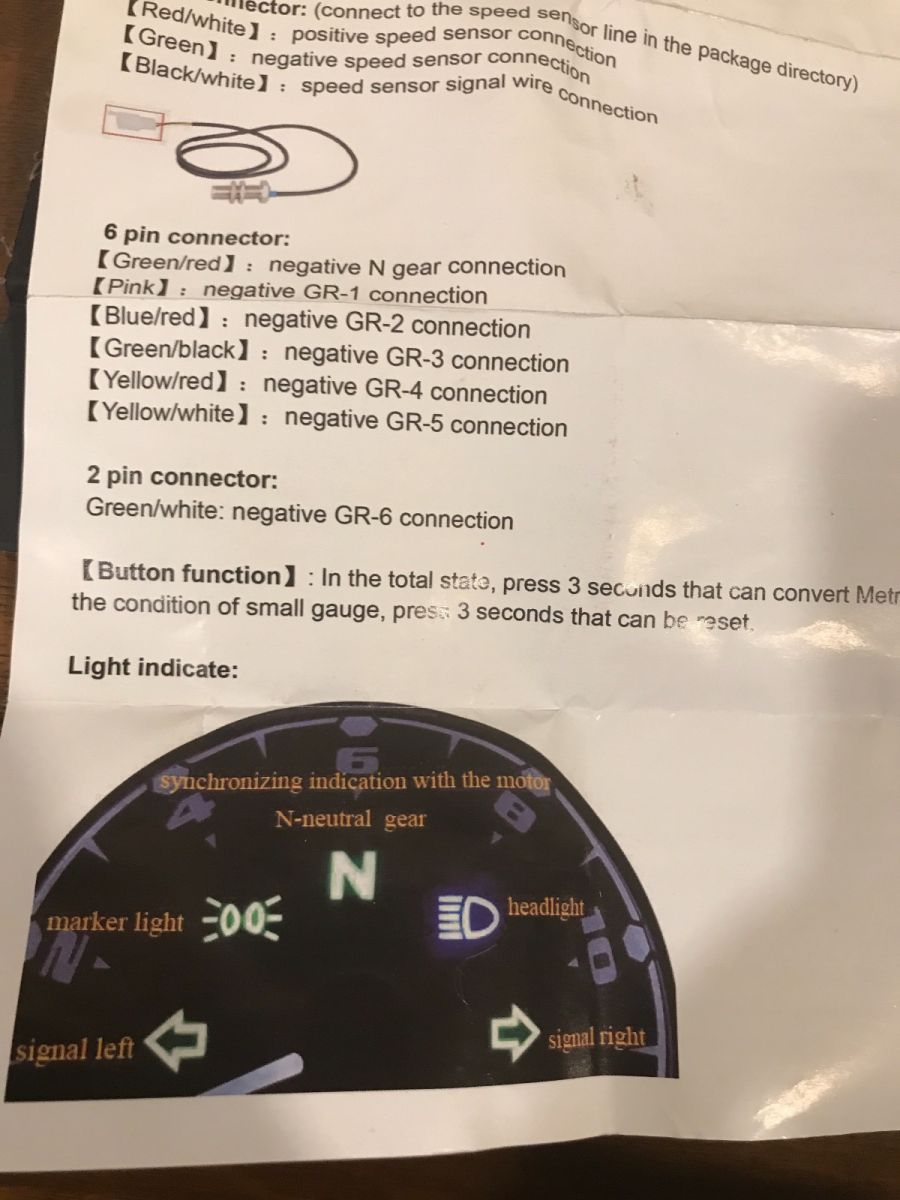 (connect to the speed sensor line in the package directory)
【Red/white】: positive speed sensor connection
【Green】: negative speed sensor connection
【Black/white】: speed sensor signal wire connection
6 pin connector:
【Green/red】: negative N gear connection
【Pink】: negative GR-1 connection
【Blue/red】: negative GR-2 connection
【Green/black】: negative GR-3 connection
【Yellow/red】: negative GR-4 connection
【Yellow/white】: negative GR-5 connection
2 pin connector:
Green/white: negative GR-6 connection
【Button function】: In the total state, press 3 seconds that can convert Metr
the condition of small gauge, press 3 seconds that can be reset.
Light indicate:
6
synchronizing indication with the motor
4
8
N-neutral gear
N
marker light
headlight
2
10
signal left
signal right